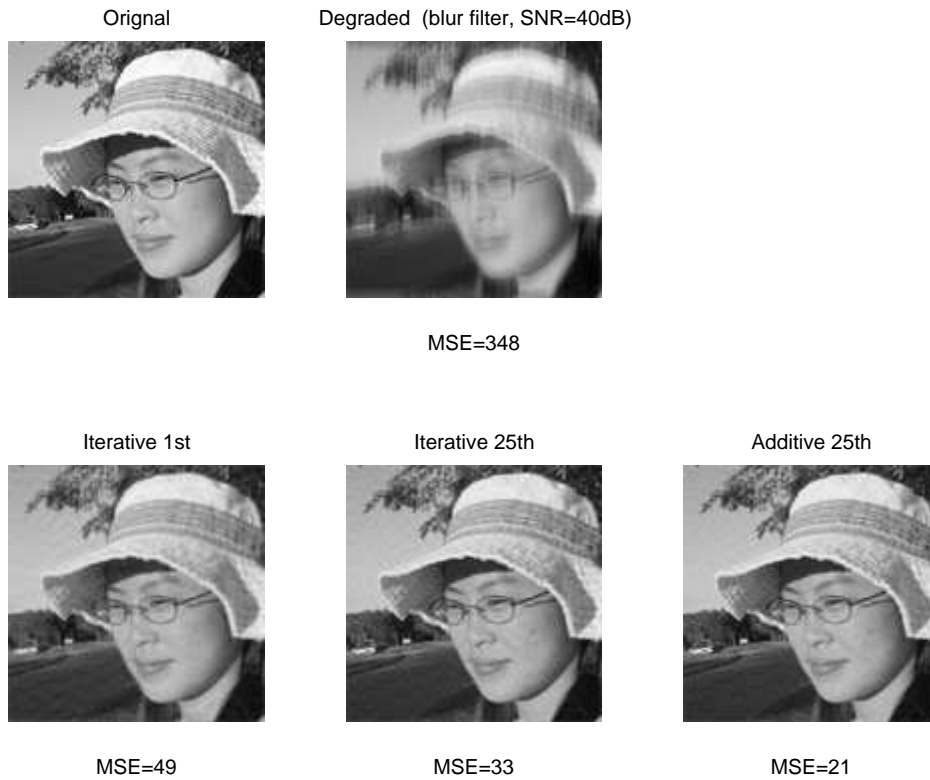 Orignal
Degraded  (blur filter, SNR=40dB)
MSE=348
Iterative 1st
Iterative 25th
Additive 25th
MSE=49
MSE=33
MSE=21